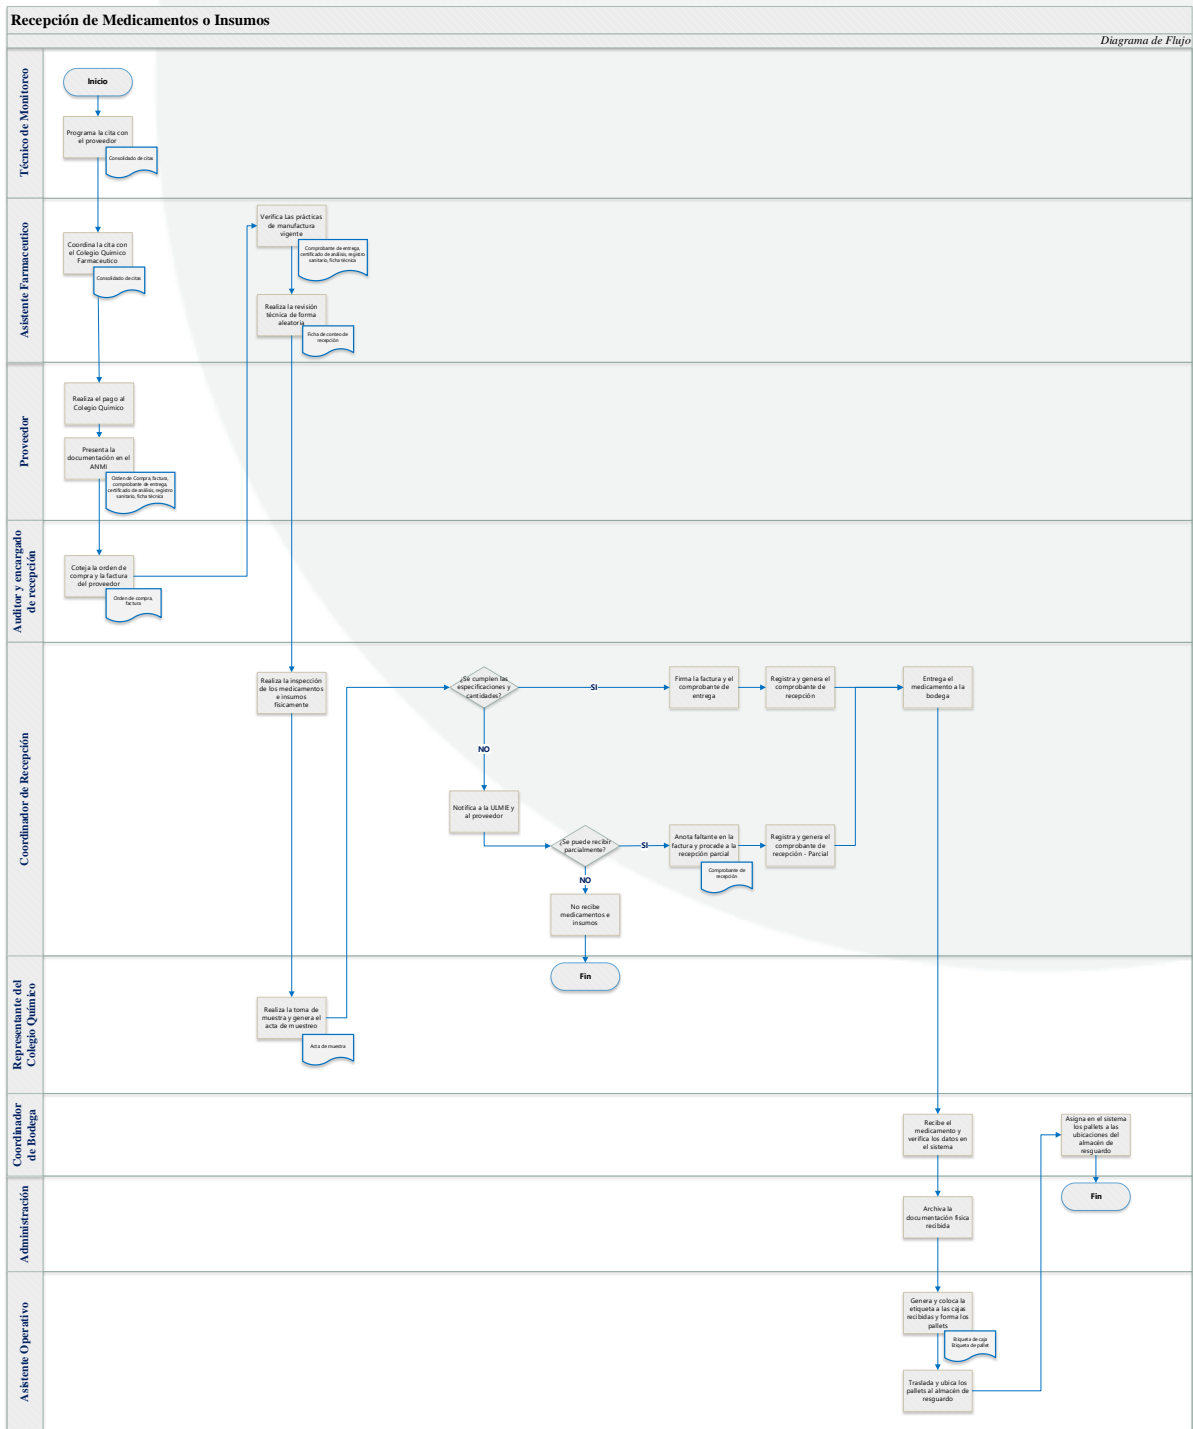 Recepción de Medicamentos o Insumos
Diagrama de Flujo
Técnico de Monitoreo
Inicio
Programa la cita con
el proveedor
Consolidado de citas
Asistente Farmaceutico
Coordina la cita con
el Colegio Químico
Farmaceutico
Consolidado de citas
Verifica Las prácticas
de manufactura
vigente
Comprobante de entrega,
certificado de análisis, registro
sanitario, ficha técnica
Realiza la revisión
técnica de forma
aleatoria
Ficha de conteo de
recepción
Proveedor
Realiza el pago al
Colegio Quimico
Presenta la
documentación en el
ANMI
Orden de Compra, factura,
comprobante de entrega,
certificado de análisis, registro
sanitario, ficha técnica
Auditor y encargado
de recepción
Coteja la orden de
compra y la factura
del proveedor
Orden de compra,
factura
Coordinador de Recepción
Realiza la inspección
de los medicamentos
e insumos
físicamente
¿Se cumplen las
especificaciones y
cantidades?
SI
Firma la factura y el
comprobante de
entrega
Registra y genera el
comprobante de
recepción
Entrega el
medicamento a la
bodega
NO
Notifica a la ULMIE y
al proveedor
¿Se puede recibir
parcialmente?
SI
Anota faltante en la
factura y procede a la
recepción parcial
Comprobante de
recepción
Registra y genera el
comprobante de
recepción - Parcial
NO
No recibe
medicamentos e
insumos
Fin
Representante del
Colegio Químico
Realiza la toma de
muestra y genera el
acta de muestreo
Acta de muestra
Coordinador
de Bodega
Recibe el
medicamento y
verifica los datos en
el sistema
Asigna en el sistema
los pallets a las
ubicaciones del
almacén de
resguardo
Fin
Administración
Archiva la
documentación física
recibida
Asistente Operativo
Genera y coloca la
etiqueta a las cajas
recibidas y forma los
pallets
Etiqueta de caja
Etiqueta de pallet
Traslada y ubica los
pallets al almacén de
resguardo